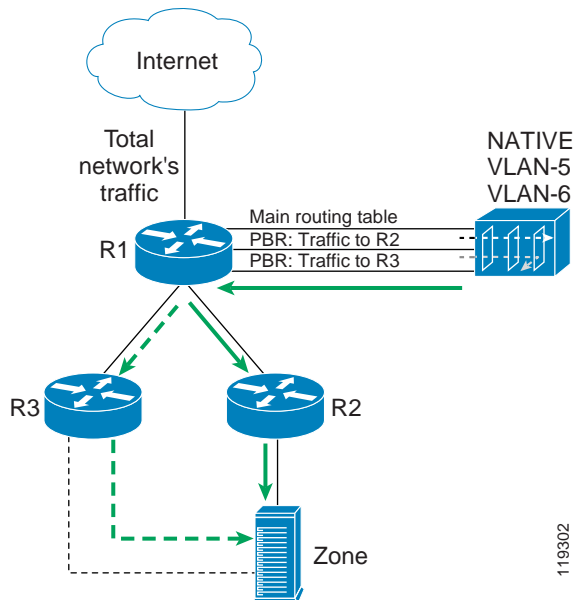 Internet
Total
network's
traffic
NATIVE
VLAN-5
VLAN-6
Main routing table
PBR: Traffic to R2
PBR: Traffic to R3
R1
R3
R2
Zone
119302